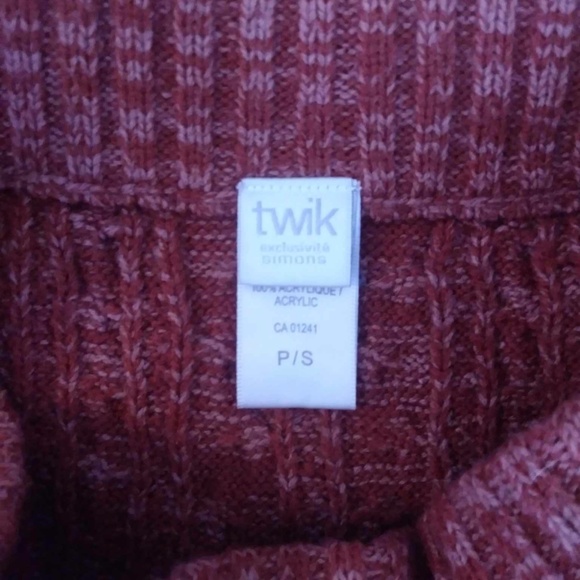 twik
exclusivité
simons
100% ACRYLIQUE /
ACRYLIC
CA 01241
P / S